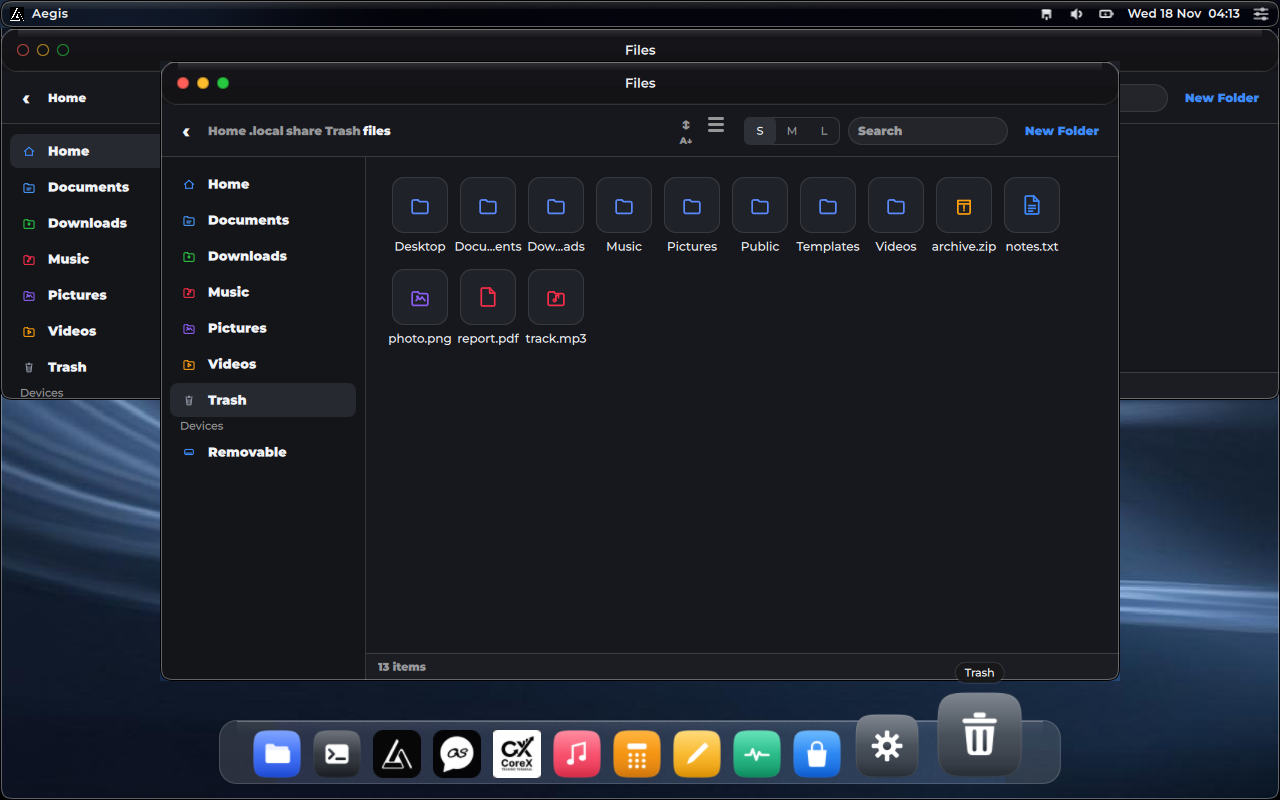 Aegis
Wed 18 Nov 04:13
Files
Home
New Folder
Home
Documents
Downloads
Music
Pictures
Videos
Trash
Devices
Files
Home .local share Trash files
A
S M L
Search
New Folder
Home
Documents
Downloads
Music
Pictures
Videos
Trash
Devices
Removable
Desktop Docu...ents Dow...ads Music Pictures Public Templates Videos archive.zip notes.txt
photo.png report.pdf track.mp3
13 items
Trash
as
CX
CoreX